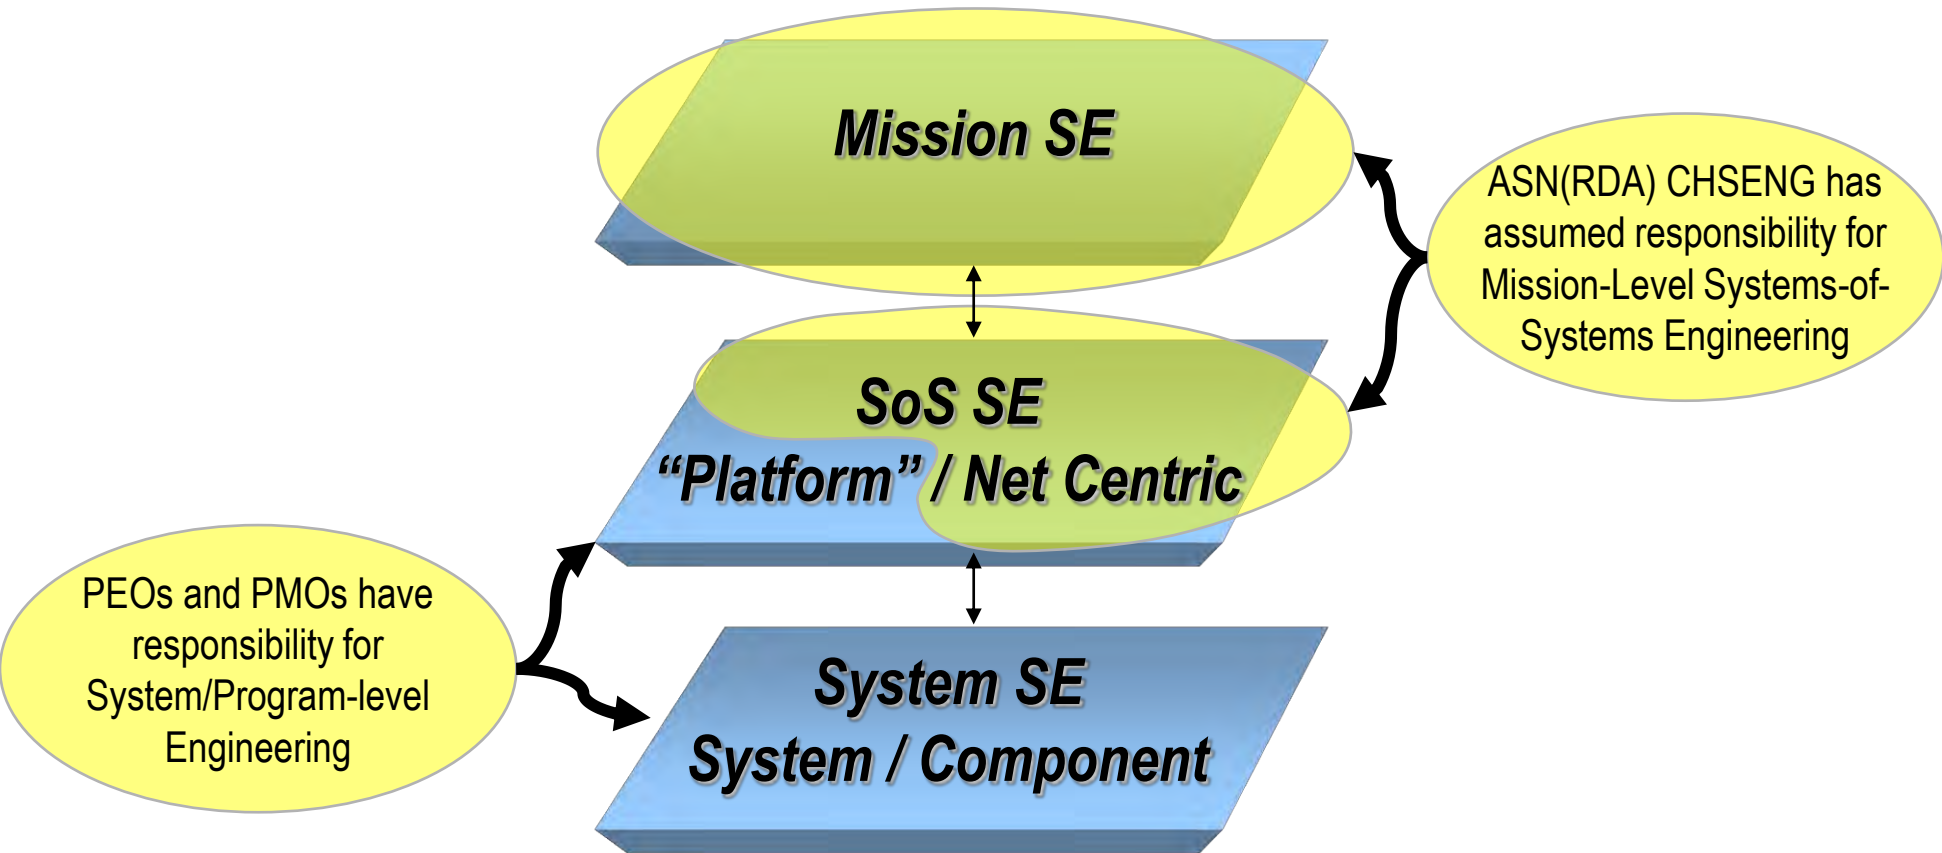 Mission SE
ASN(RDA) CHSENG has
assumed responsibility for
Mission-Level Systems-of-
Systems Engineering
SoS SE
“Platform” / Net Centric
PEOs and PMOs have
responsibility for
System/Program-level
Engineering
System SE
System / Component